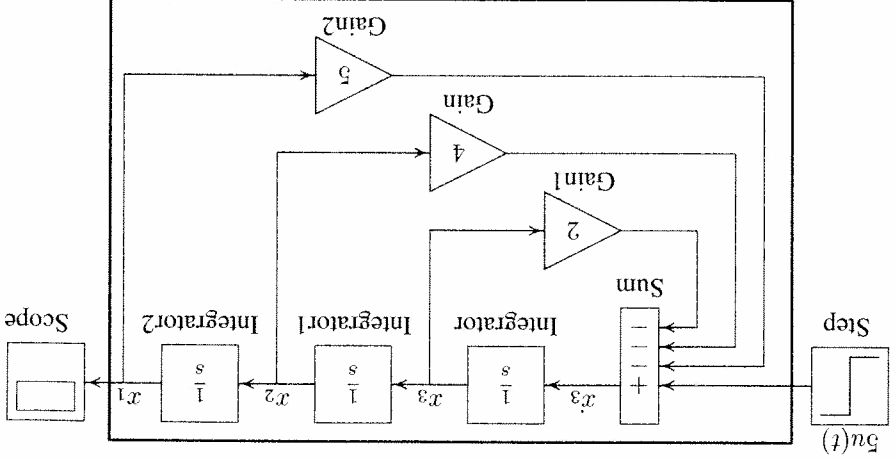 Gain2
5
Gain
4
Gain1
2
Sum
Step
Integrator
Integrator1
Integrator2
Scope
−
−
−
+
ẋ₃
1
s
x₃
1
s
x₂
1
s
x₁
5u(t)